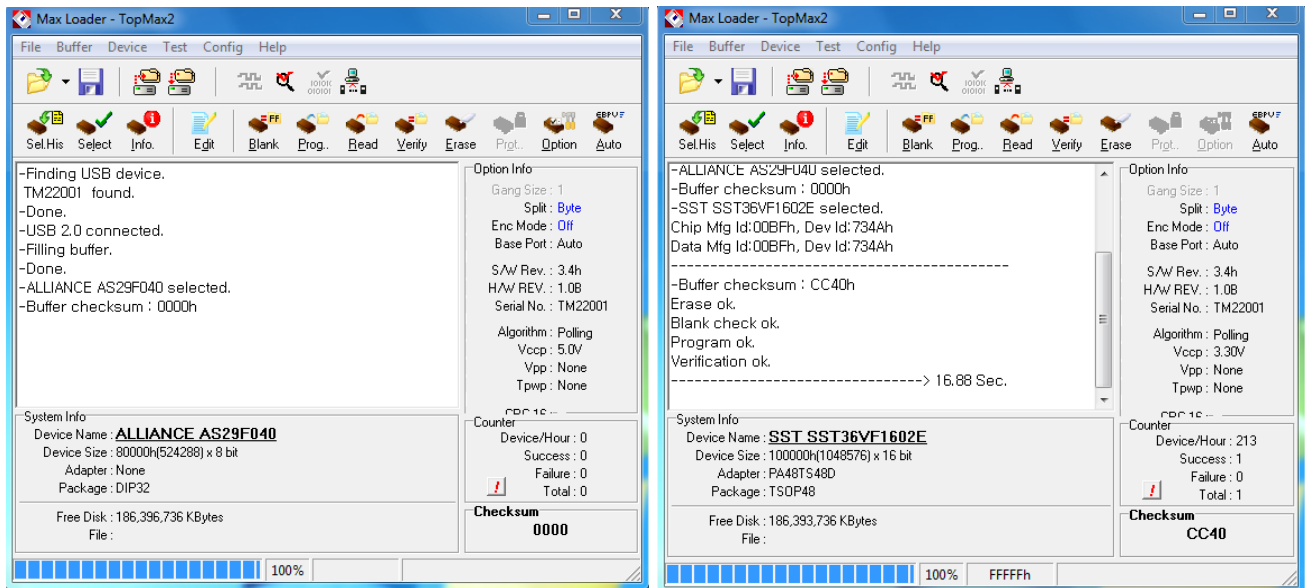 Max Loader - TopMax2
File Buffer Device Test Config Help
Sel.His Select Info. Edit Blank Prog.. Read Verify Erase Prot.. Option Auto
-Finding USB device.
TM22001 found.
-Done.
-USB 2.0 connected.
-Filling buffer.
-Done.
-ALLIANCE AS29F040 selected.
-Buffer checksum : 0000h
Option Info
Gang Size : 1
Split : Byte
Enc Mode : Off
Base Port : Auto
S/W Rev. : 3.4h
H/W REV. : 1.0B
Serial No. : TM22001
Algorithm : Polling
Vccp : 5.0V
Vpp : None
Tpwp : None
System Info
Device Name : ALLIANCE AS29F040
Device Size : 80000h(524288) x 8 bit
Adapter : None
Package : DIP32
Free Disk : 186,396,736 KBytes
File :
Counter
Device/Hour : 0
Success : 0
Failure : 0
Total : 0
Checksum
0000
100%
Max Loader - TopMax2
File Buffer Device Test Config Help
Sel.His Select Info. Edit Blank Prog.. Read Verify Erase Prot.. Option Auto
-ALLIANCE AS29F040 selected.
-Buffer checksum : 0000h
-SST SST36VF1602E selected.
Chip Mfg Id:00BFh, Dev Id:734Ah
Data Mfg Id:00BFh, Dev Id:734Ah
-Buffer checksum : CC40h
Erase ok.
Blank check ok.
Program ok.
Verification ok.
---------------------------------> 16.88 Sec.
Option Info
Gang Size : 1
Split : Byte
Enc Mode : Off
Base Port : Auto
S/W Rev. : 3.4h
H/W REV. : 1.0B
Serial No. : TM22001
Algorithm : Polling
Vccp : 3.30V
Vpp : None
Tpwp : None
System Info
Device Name : SST SST36VF1602E
Device Size : 100000h(1048576) x 16 bit
Adapter : PA48TS48D
Package : TSOP48
Free Disk : 186,393,736 KBytes
File :
Counter
Device/Hour : 213
Success : 1
Failure : 0
Total : 1
Checksum
CC40
100% FFFFFh